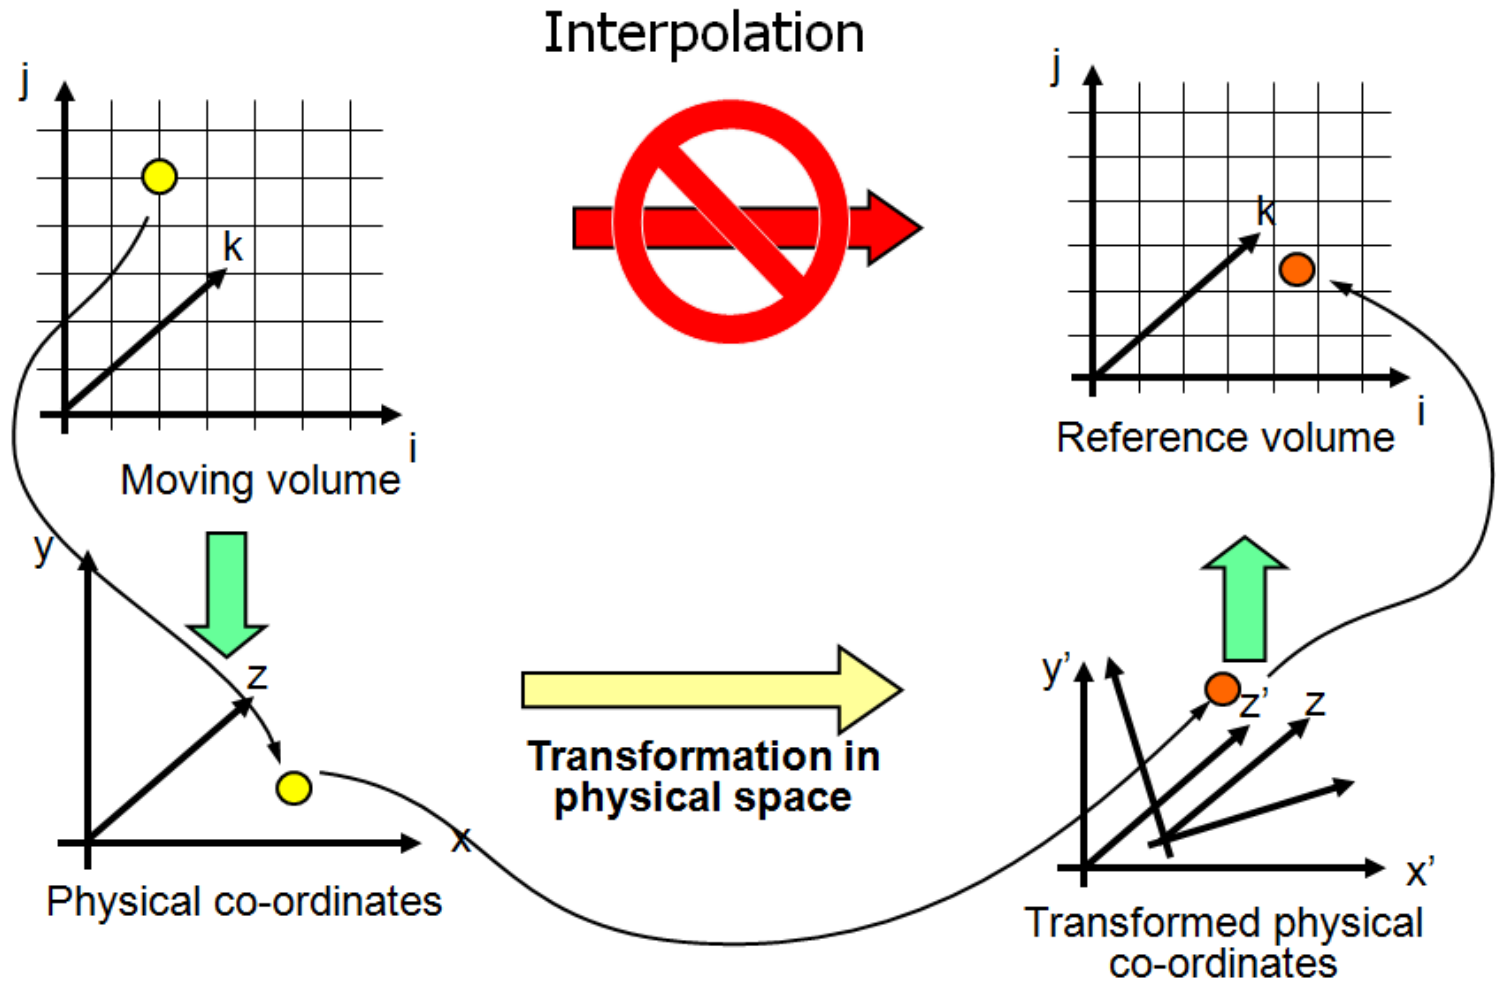 Interpolation
j
k
i
Moving volume
j
k
i
Reference volume
y
z
x
Physical co-ordinates
Transformation in
physical space
y’
z’
z
x’
Transformed physical
co-ordinates